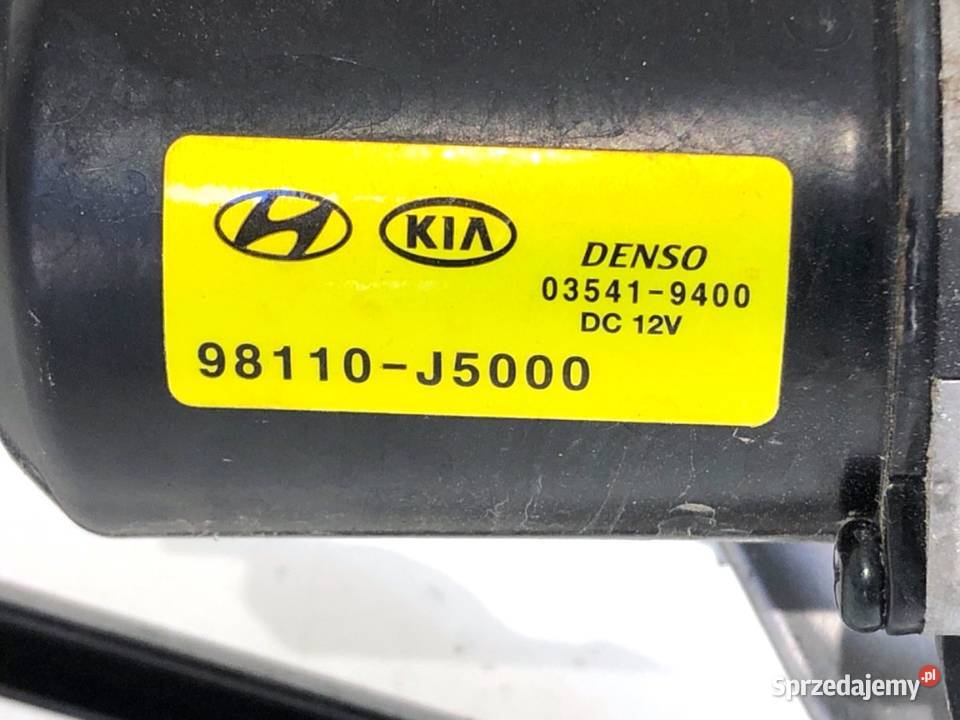 KIA
DENSO
03541-9400
DC 12V
98110-J5000
Sprzedajemy.pl